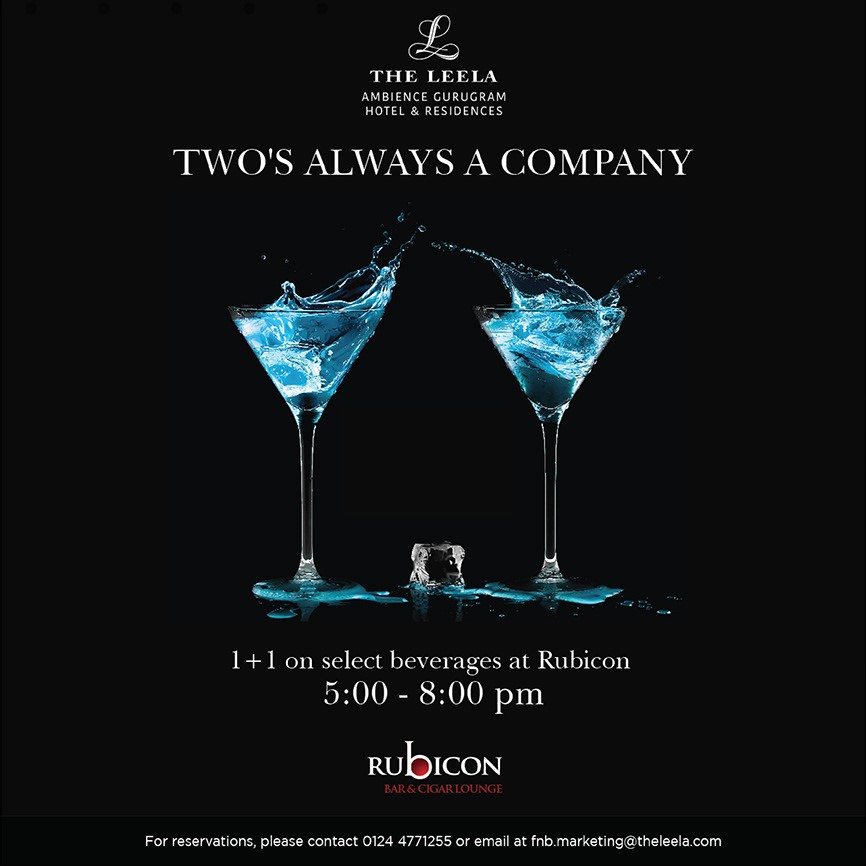 THE LEELA
AMBIENCE GURUGRAM
HOTEL & RESIDENCES
TWO'S ALWAYS A COMPANY
1+1 on select beverages at Rubicon
5:00 - 8:00 pm
RUbICON
BAR & CIGAR LOUNGE
For reservations, please contact 0124 4771255 or email at fnb.marketing@theleela.com